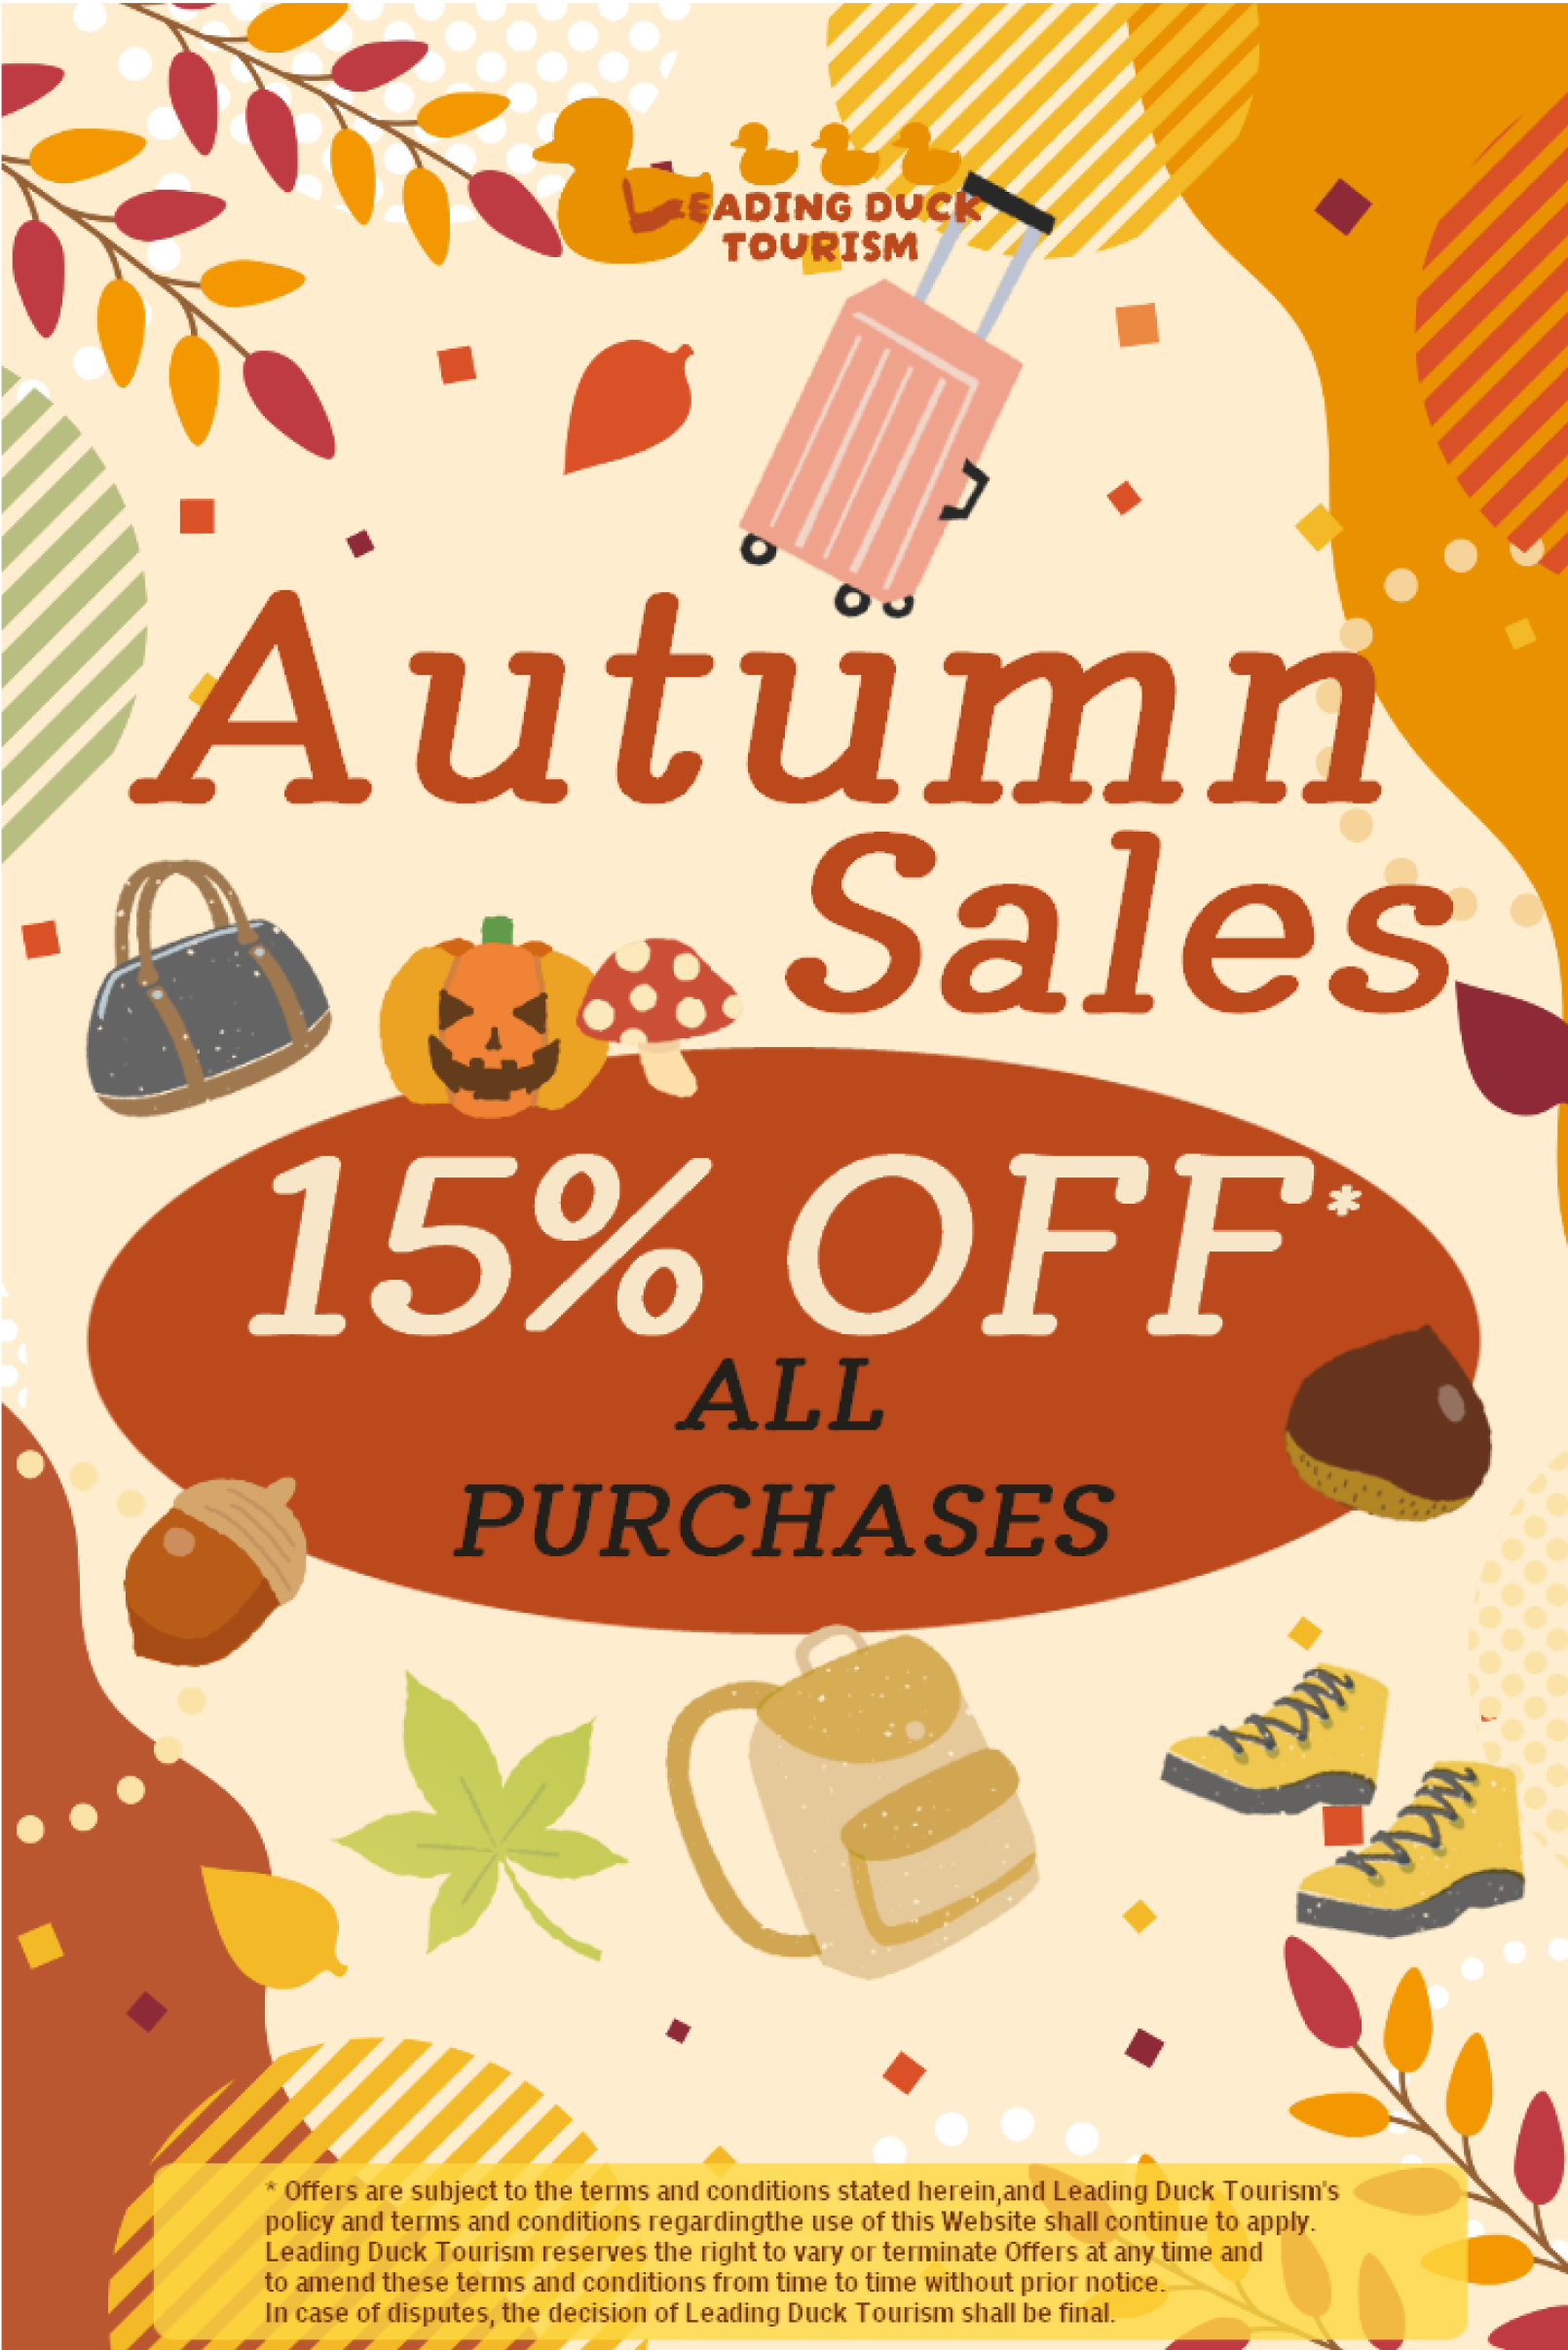 LEADING DUCK
TOURISM
Autumn
Sales
15% OFF*
ALL
PURCHASES
* Offers are subject to the terms and conditions stated herein,and Leading Duck Tourism's
policy and terms and conditions regardingthe use of this Website shall continue to apply.
Leading Duck Tourism reserves the right to vary or terminate Offers at any time and
to amend these terms and conditions from time to time without prior notice.
In case of disputes, the decision of Leading Duck Tourism shall be final.